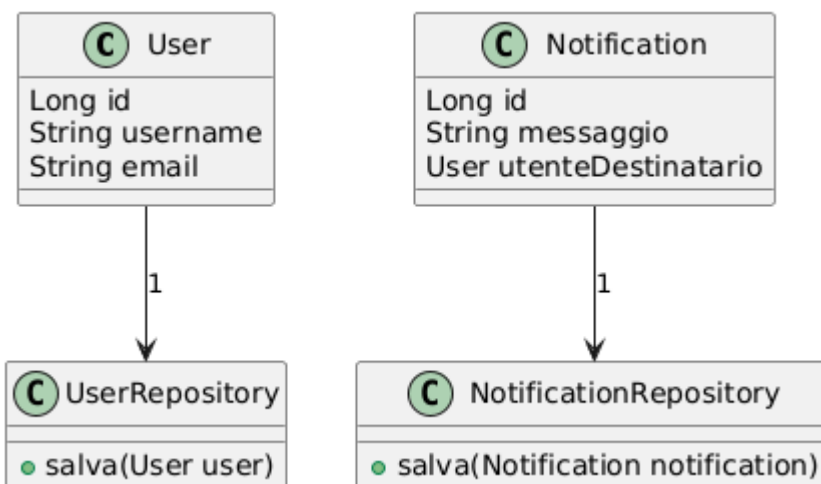 C User
Long id
String username
String email
C Notification
Long id
String messaggio
User utenteDestinatario
1
1
C UserRepository
salva(User user)
C NotificationRepository
salva(Notification notification)